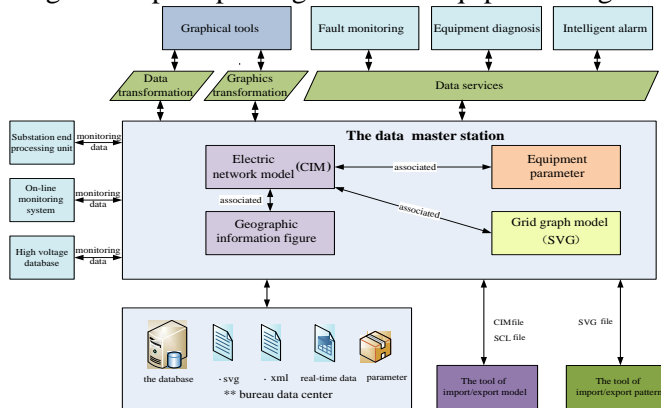 Graphical tools
Fault monitoring
Equipment diagnosis
Intelligent alarm
Data
transformation
Graphics
transformation
Data services
Substation end
processing unit
monitoring
data
On-line
monitoring
system
monitoring
data
High voltage
database
monitoring
data
The data master station
Electric
network model (CIM)
associated
Equipment
parameter
associated
associated
Geographic
information figure
Grid graph model
(SVG)
CIM file
SCL file
SVG file
the database
.svg
.xml
real-time data
parameter
** bureau data center
The tool of
import/export model
The tool of
import/export pattern